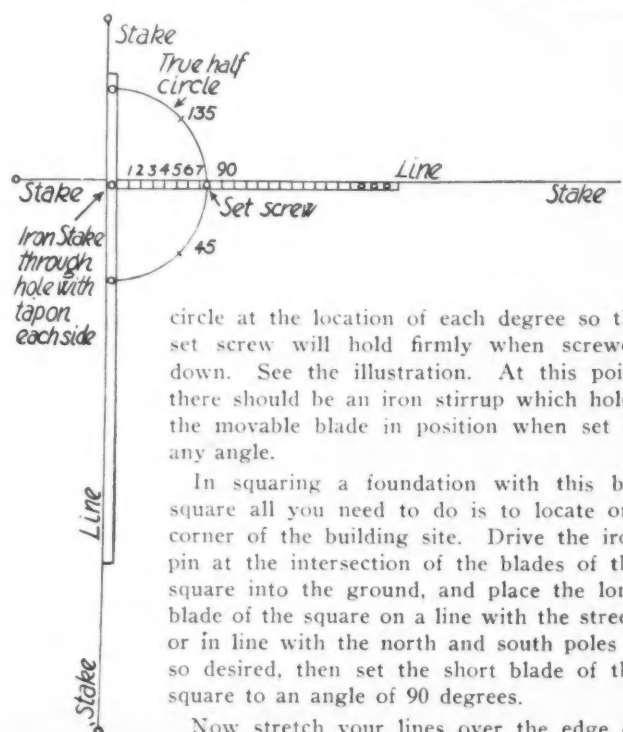 Stake
True half
circle
135
1234567 90
Line
Stake
Set screw
Stake
Iron Stake
through
hole with
tap on
each side
45
circle at the location of each degree so
set screw will hold firmly when
down. See the illustration. At this
there should be an iron stirrup which
the movable blade in position when set
any angle.
In squaring a foundation with this
square all you need to do is to locate
corner of the building site. Drive the
pin at the intersection of the blades of
square into the ground, and place the
blade of the square on a line with the
or in line with the north and south poles
so desired, then set the short blade of
square to an angle of 90 degrees.
Now stretch your lines over the edge
Line
Stake